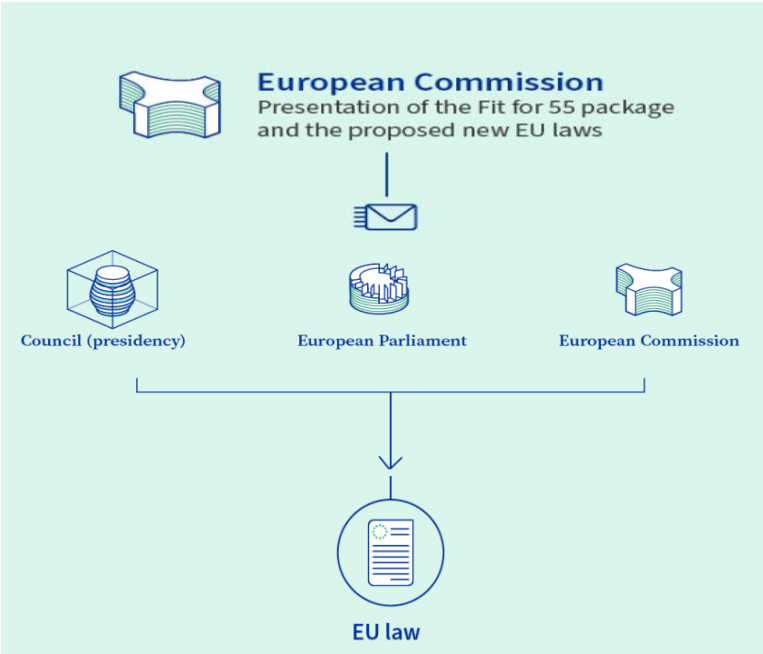 European Commission
Presentation of the Fit for 55 package
and the proposed new EU laws
Council (presidency)
European Parliament
European Commission
EU law